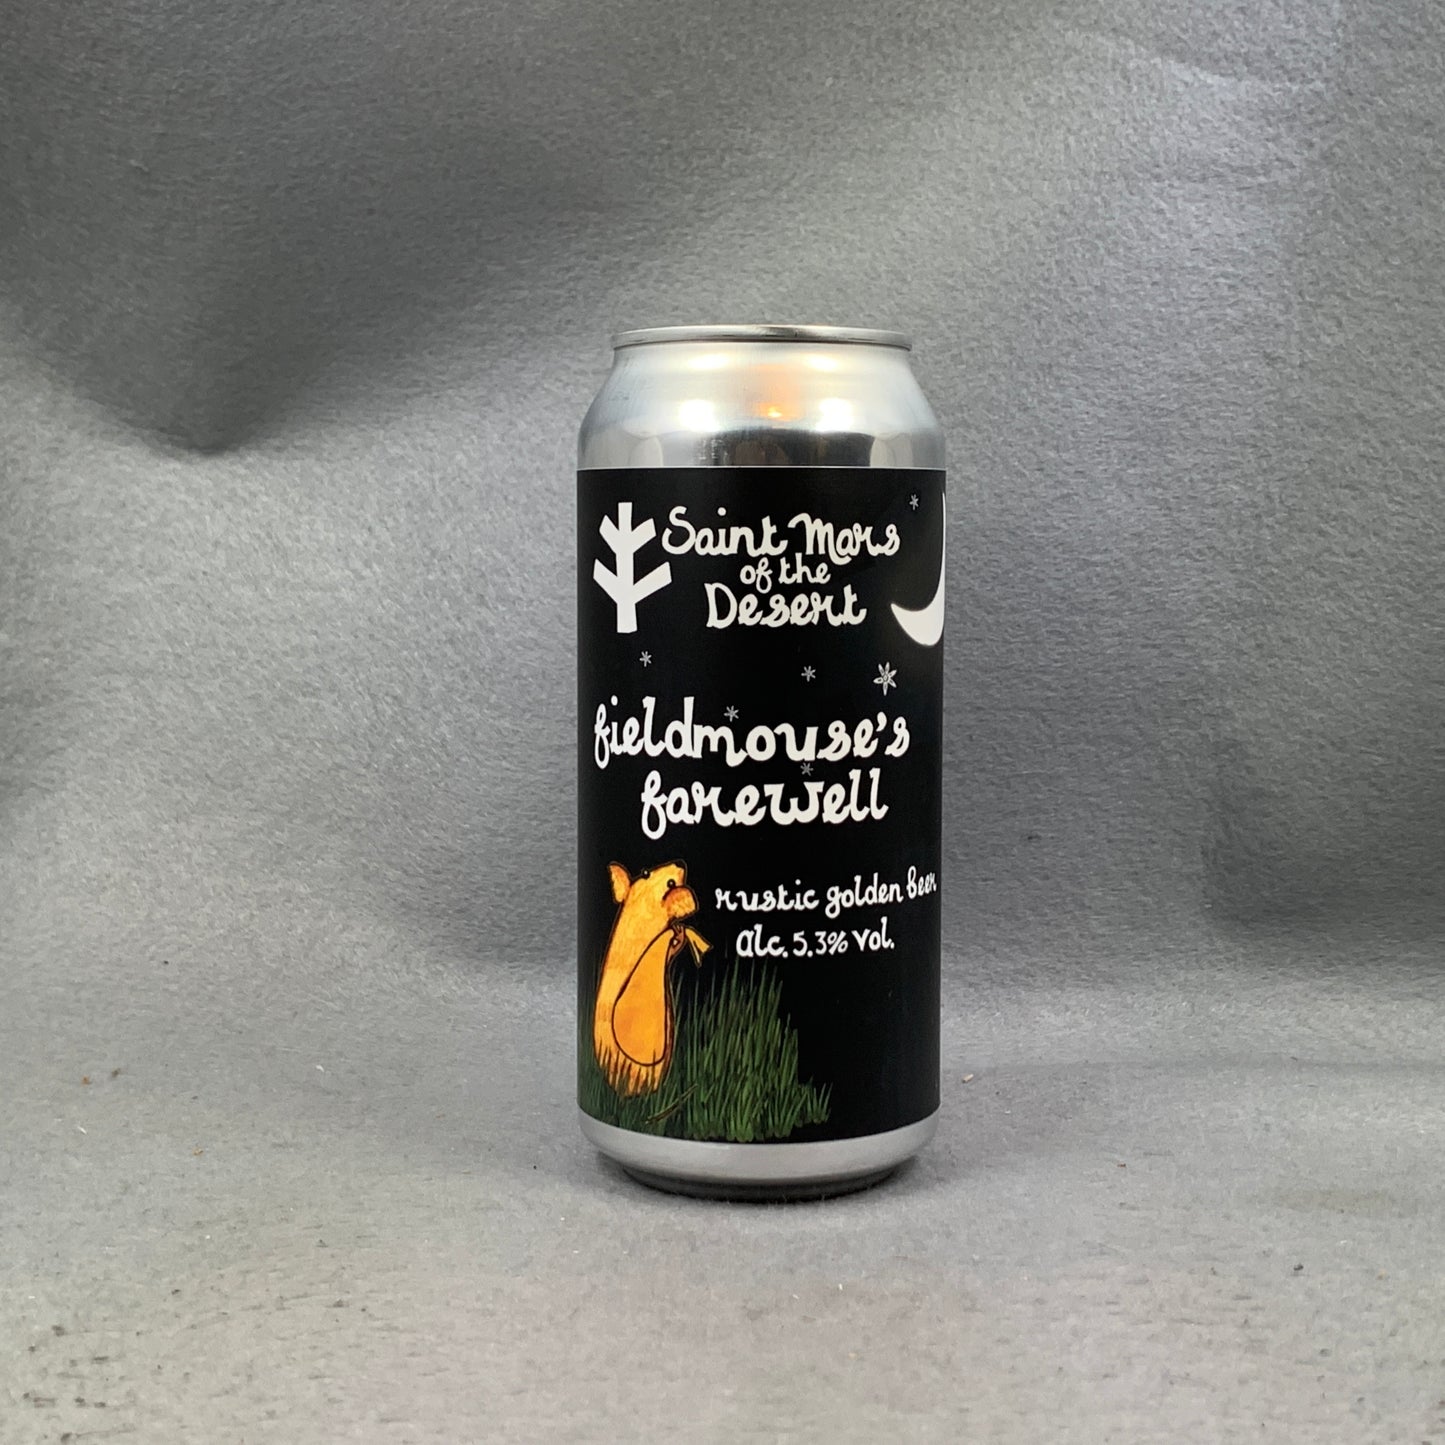 Saint Mars
of the
Desert
fieldmouse's
farewell
rustic golden beer
Alc. 5.3% vol.